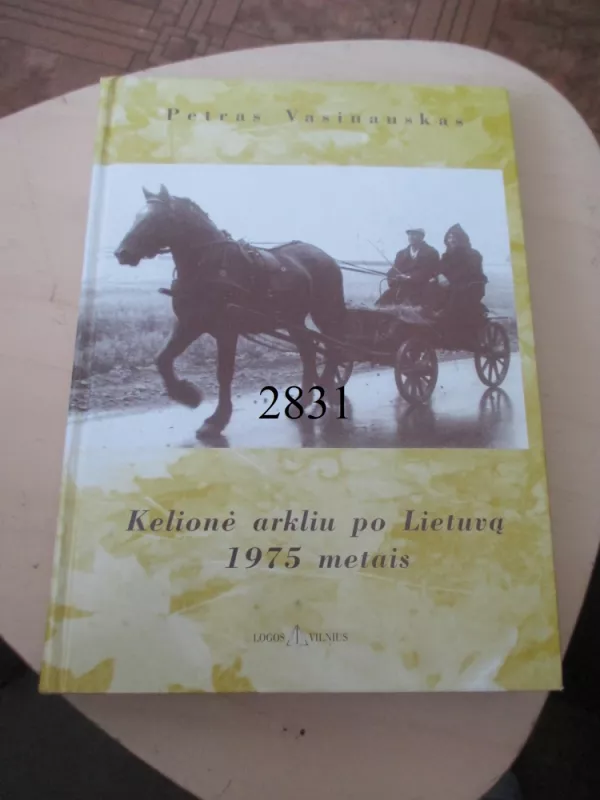 Petras Vasinauskas
2831
Kelionė arkliu po Lietuvą
1975 metais
LOGOS VILNIUS